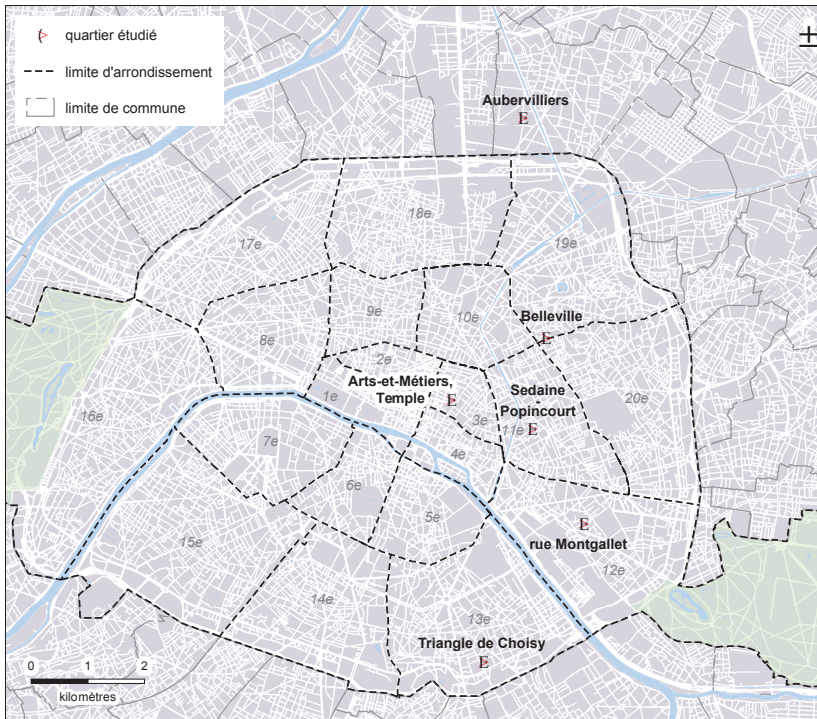 quartier étudié
limite d'arrondissement
limite de commune
±
Aubervilliers
E
18e
17e
19e
Belleville
E
9e
10e
8e
2e
Arts-et-Métiers,
Temple
E
Sedaine
-
Popincourt
E
16e
1e
3e
11e
20e
7e
4e
6e
5e
E
rue Montgallet
15e
12e
14e
13e
Triangle de Choisy
E
0 1 2
kilomètres